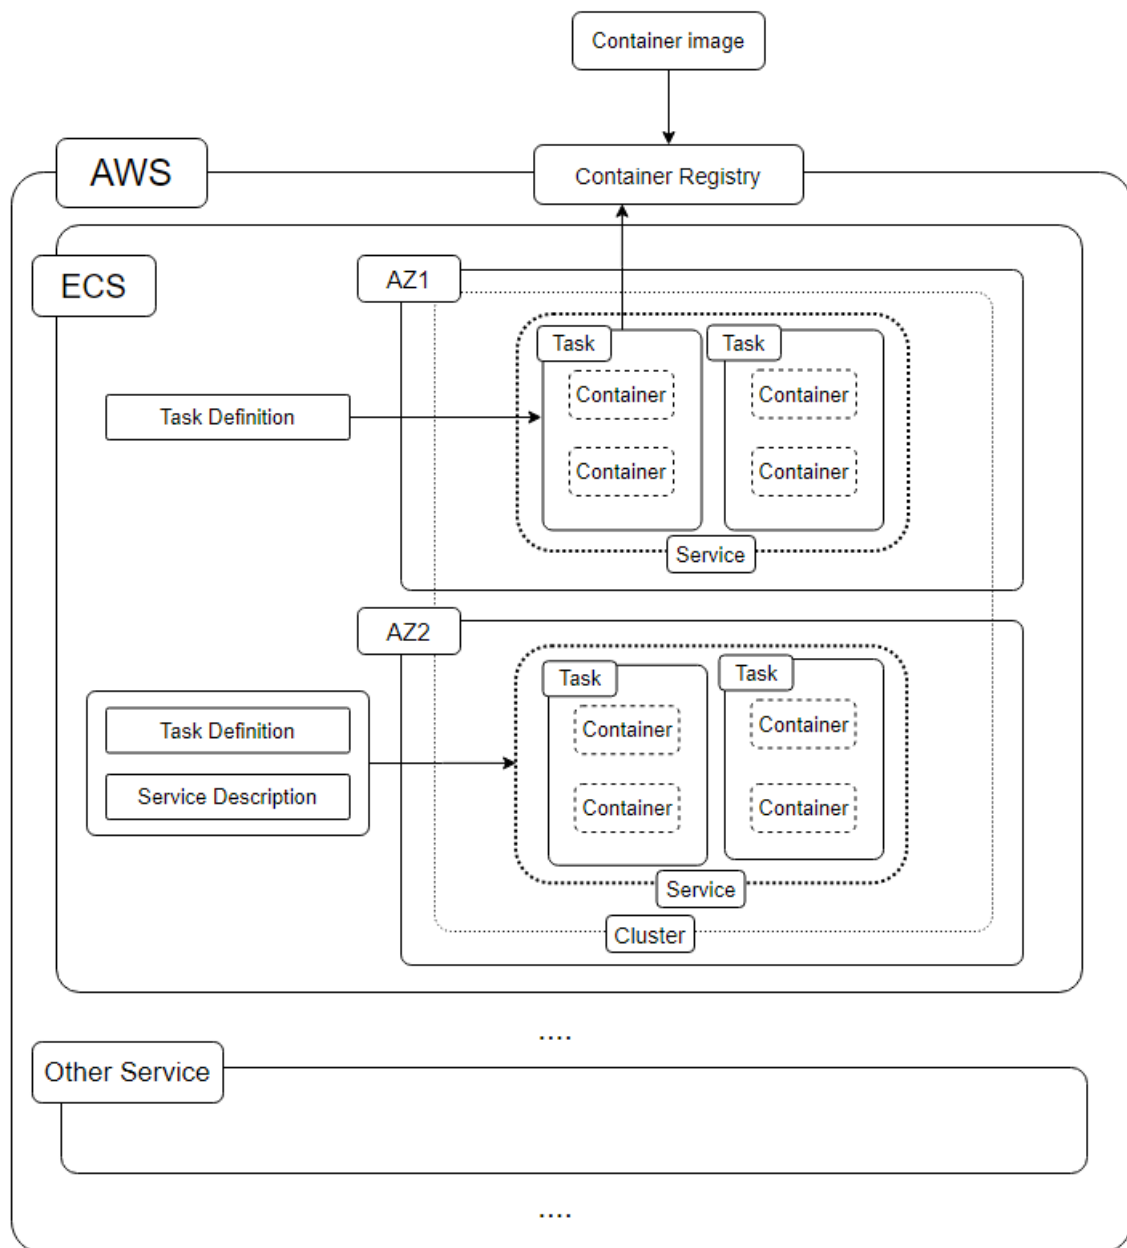 Container image
AWS
Container Registry
ECS
AZ1
Task
Task
Container
Container
Task Definition
Container
Container
Service
AZ2
Task
Task
Container
Container
Task Definition
Service Description
Container
Container
Service
Cluster
....
Other Service
....